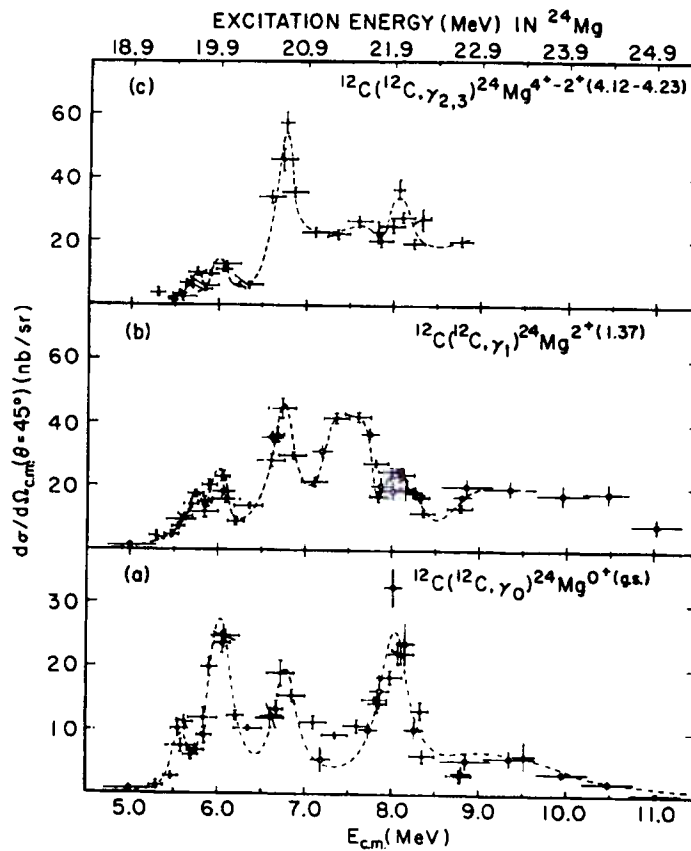 EXCITATION ENERGY (MeV) IN ²⁴Mg
18.9 19.9 20.9 21.9 22.9 23.9 24.9
(c) ¹²C(¹²C,γ₂,₃)²⁴Mg⁴⁺⁻²⁺(4.12-4.23)
60
40
20
(b) ¹²C(¹²C,γ₁)²⁴Mg²⁺(1.37)
60
40
20
0
(a) ¹²C(¹²C,γ₀)²⁴Mg⁰⁺(g.s.)
30
20
10
dσ/dΩc.m.(θ=45°)(nb/sr)
5.0 6.0 7.0 8.0 9.0 10.0 11.0
Ec.m.(MeV)